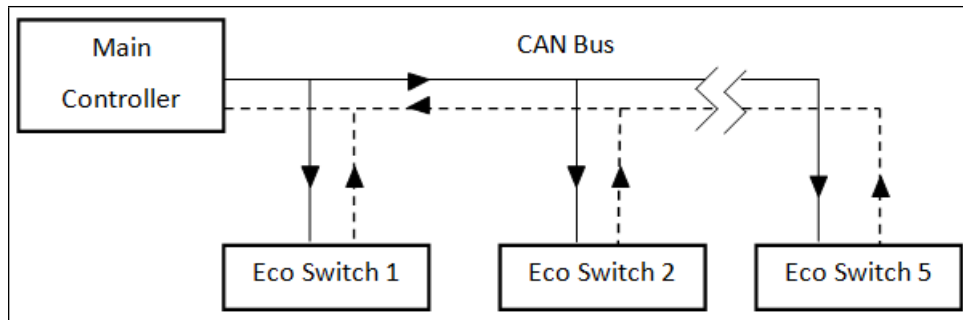 Main
Controller
CAN Bus
Eco Switch 1
Eco Switch 2
Eco Switch 5